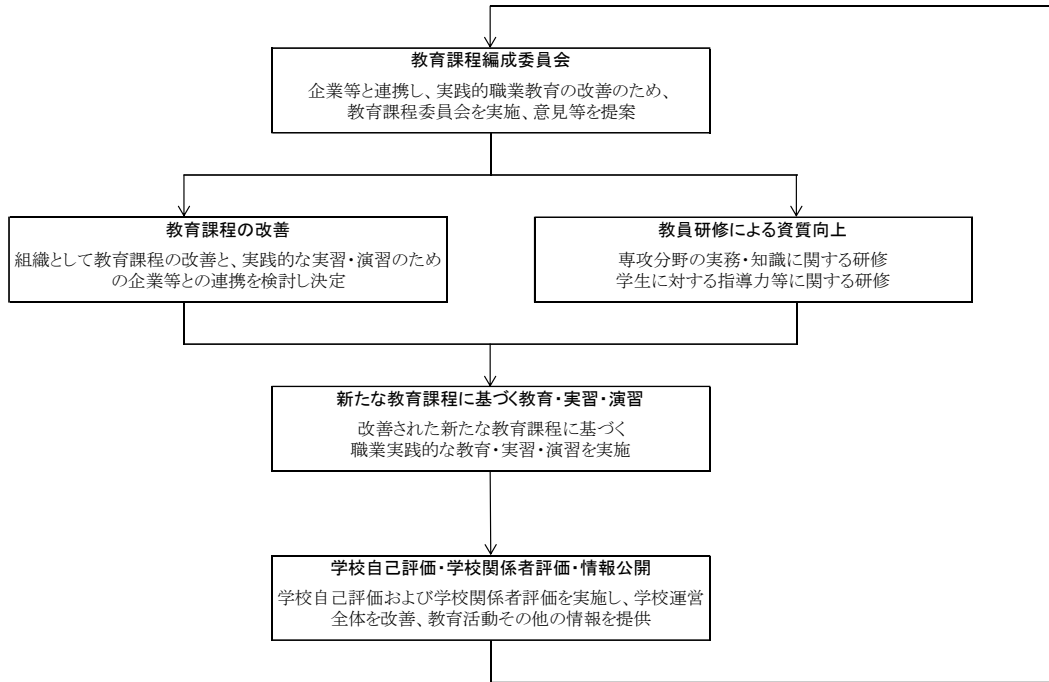 教育課程編成委員会
企業等と連携し、実践的職業教育の改善のため、
教育課程委員会を実施、意見等を提案
教育課程の改善
組織として教育課程の改善と、実践的な実習・演習のため
の企業等との連携を検討し決定
教員研修による資質向上
専攻分野の実務・知識に関する研修
学生に対する指導力等に関する研修
新たな教育課程に基づく教育・実習・演習
改善された新たな教育課程に基づく
職業実践的な教育・実習・演習を実施
学校自己評価・学校関係者評価・情報公開
学校自己評価および学校関係者評価を実施し、学校運営
全体を改善、教育活動その他の情報を提供